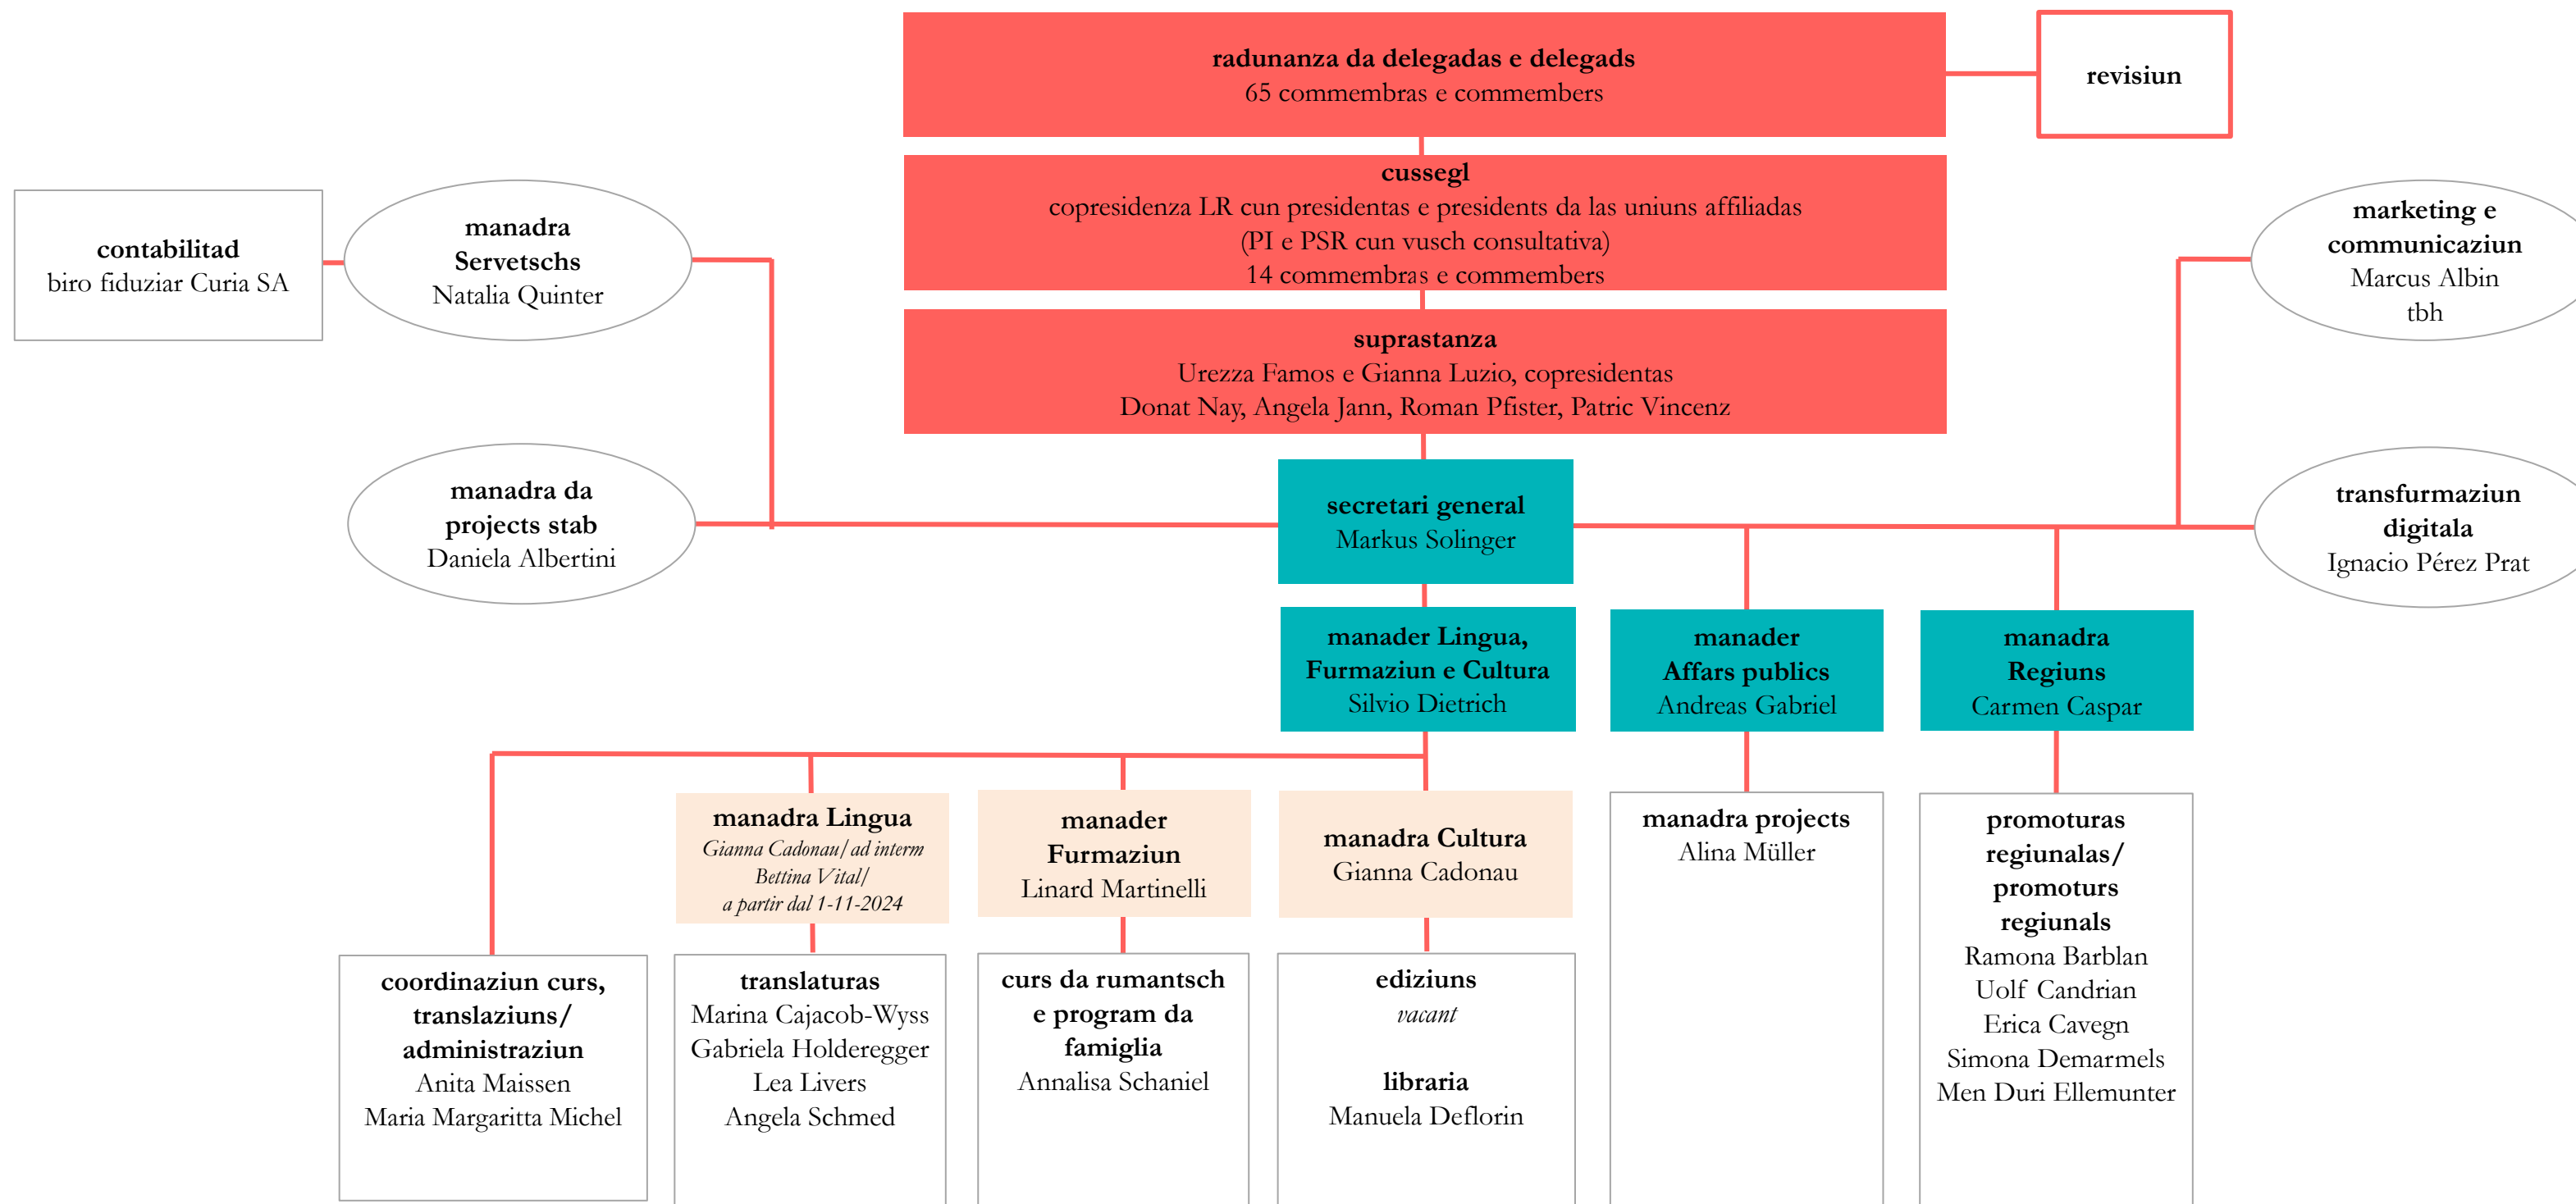 radunanza da delegadas e delegads
65 commembras e commembers
revisiun
cussegl
copresidenza LR cun presidentas e presidents da las uniuns affiliadas
(PI e PSR cun vusch consultativa)
14 commembras e commembers
contabilitad
biro fiduziar Curia SA
manadra
Servetschs
Natalia Quinter
marketing e
communicaziun
Marcus Albin
tbh
suprastanza
Urezza Famos e Gianna Luzio, copresidentas
Donat Nay, Angela Jann, Roman Pfister, Patric Vincenz
manadra da
projects stab
Daniela Albertini
secretari general
Markus Solinger
transfurmaziun
digitala
Ignacio Pérez Prat
manader Lingua,
Furmaziun e Cultura
Silvio Dietrich
manader
Affars publics
Andreas Gabriel
manadra
Regiuns
Carmen Caspar
manadra Lingua
Gianna Cadonau/ad interm
Bettina Vital/
a partir dal 1-11-2024
manader
Furmaziun
Linard Martinelli
manadra Cultura
Gianna Cadonau
manadra projects
Alina Müller
promoturas
regiunalas/
promoturs
regiunals
Ramona Barblan
Uolf Candrian
Erica Cavegn
Simona Demarmels
Men Duri Ellemunter
coordinaziun curs,
translaziuns/
administraziun
Anita Maissen
Maria Margaritta Michel
translaturas
Marina Cajacob-Wyss
Gabriela Holderegger
Lea Livers
Angela Schmed
curs da rumantsch
e program da
famiglia
Annalisa Schaniel
ediziuns
vacant
libraria
Manuela Deflorin